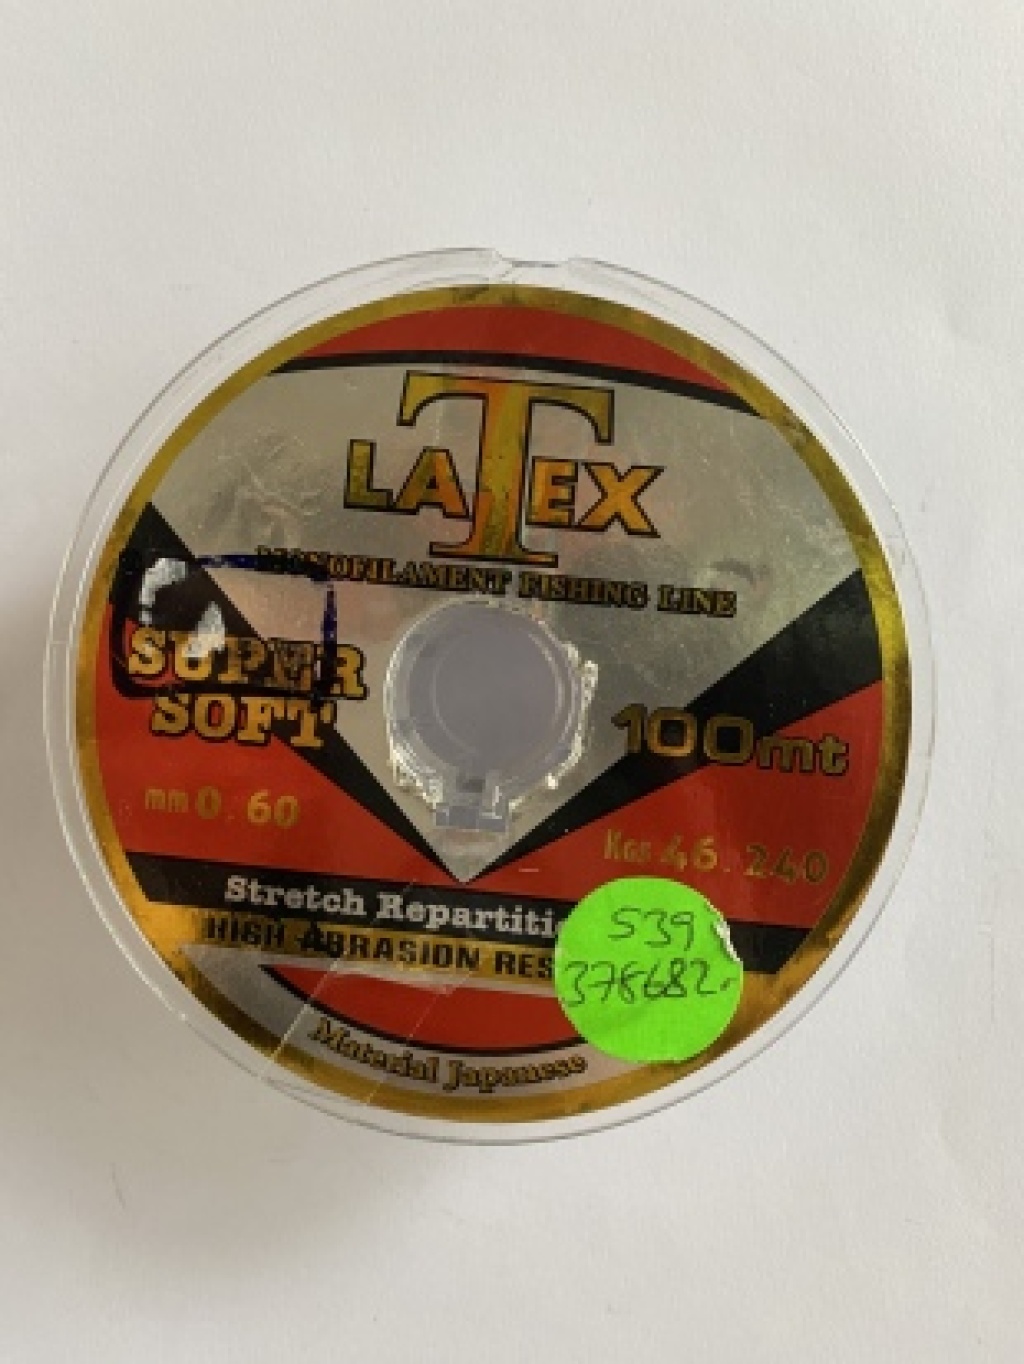 LATEX
MONOFILAMENT FISHING LINE
SUPER
SOFT
100mt
mm 0.60
Kgs 46.240
Stretch Repartiti
HIGH ABRASION RES
539
378682.
Material Japanese